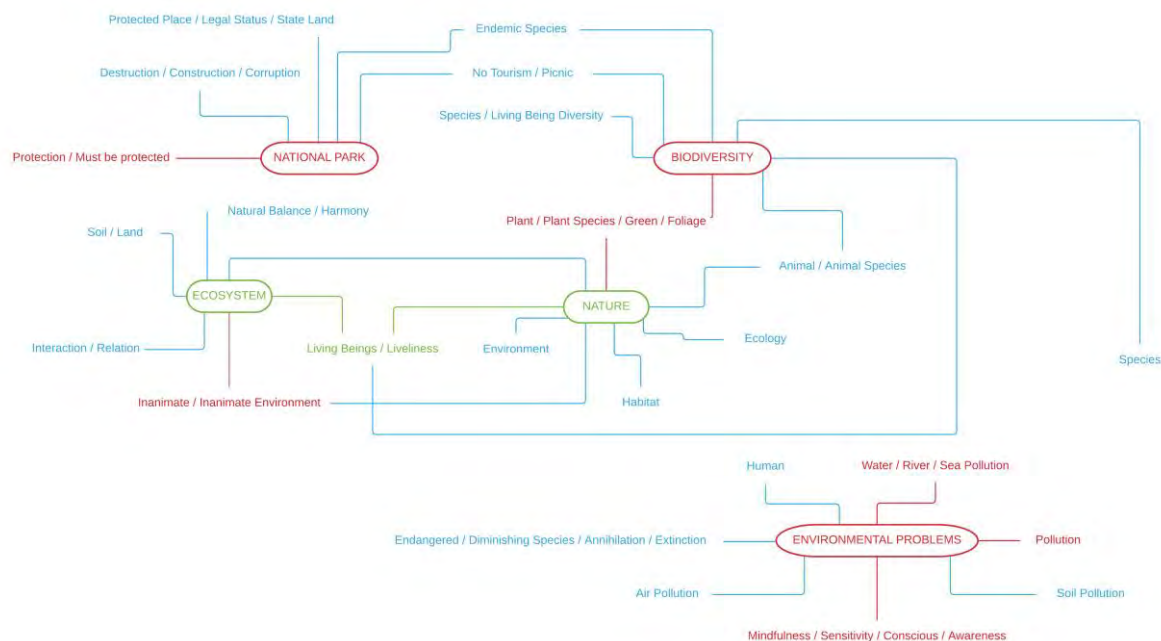 Protected Place / Legal Status / State Land
Endemic Species
Destruction / Construction / Corruption
No Tourism / Picnic
Species / Living Being Diversity
Protection / Must be protected
NATIONAL PARK
BIODIVERSITY
Natural Balance / Harmony
Plant / Plant Species / Green / Foliage
Soil / Land
Animal / Animal Species
ECOSYSTEM
NATURE
Interaction / Relation
Living Beings / Liveliness
Environment
Ecology
Species
Inanimate / Inanimate Environment
Habitat
Human
Water / River / Sea Pollution
Endangered / Diminishing Species / Annihilation / Extinction
ENVIRONMENTAL PROBLEMS
Pollution
Air Pollution
Soil Pollution
Mindfulness / Sensitivity / Conscious / Awareness